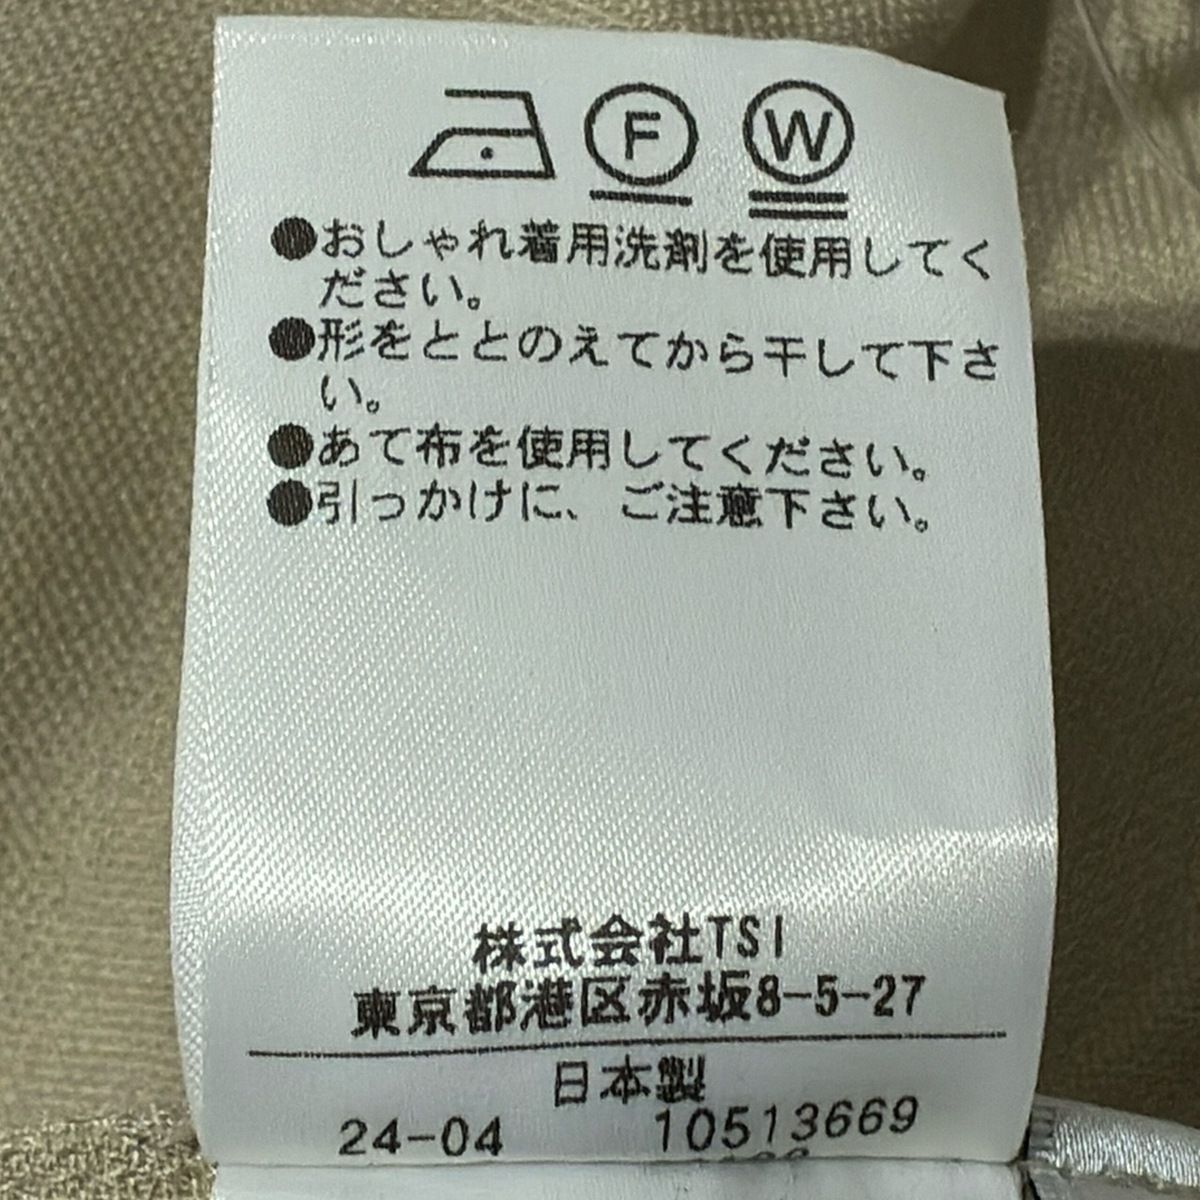 F W
●おしゃれ着用洗剤を使用してく
ださい。
●形をととのえてから干して下さ
い。
●あて布を使用してください。
●引っかけに、ご注意下さい。
株式会社TSI
東京都港区赤坂8-5-27
日本製
24-04 10513669